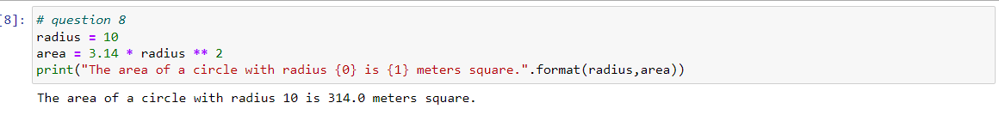 [8]: # question 8
radius = 10
area = 3.14 * radius ** 2
print("The area of a circle with radius {0} is {1} meters square.".format(radius,area))
The area of a circle with radius 10 is 314.0 meters square.